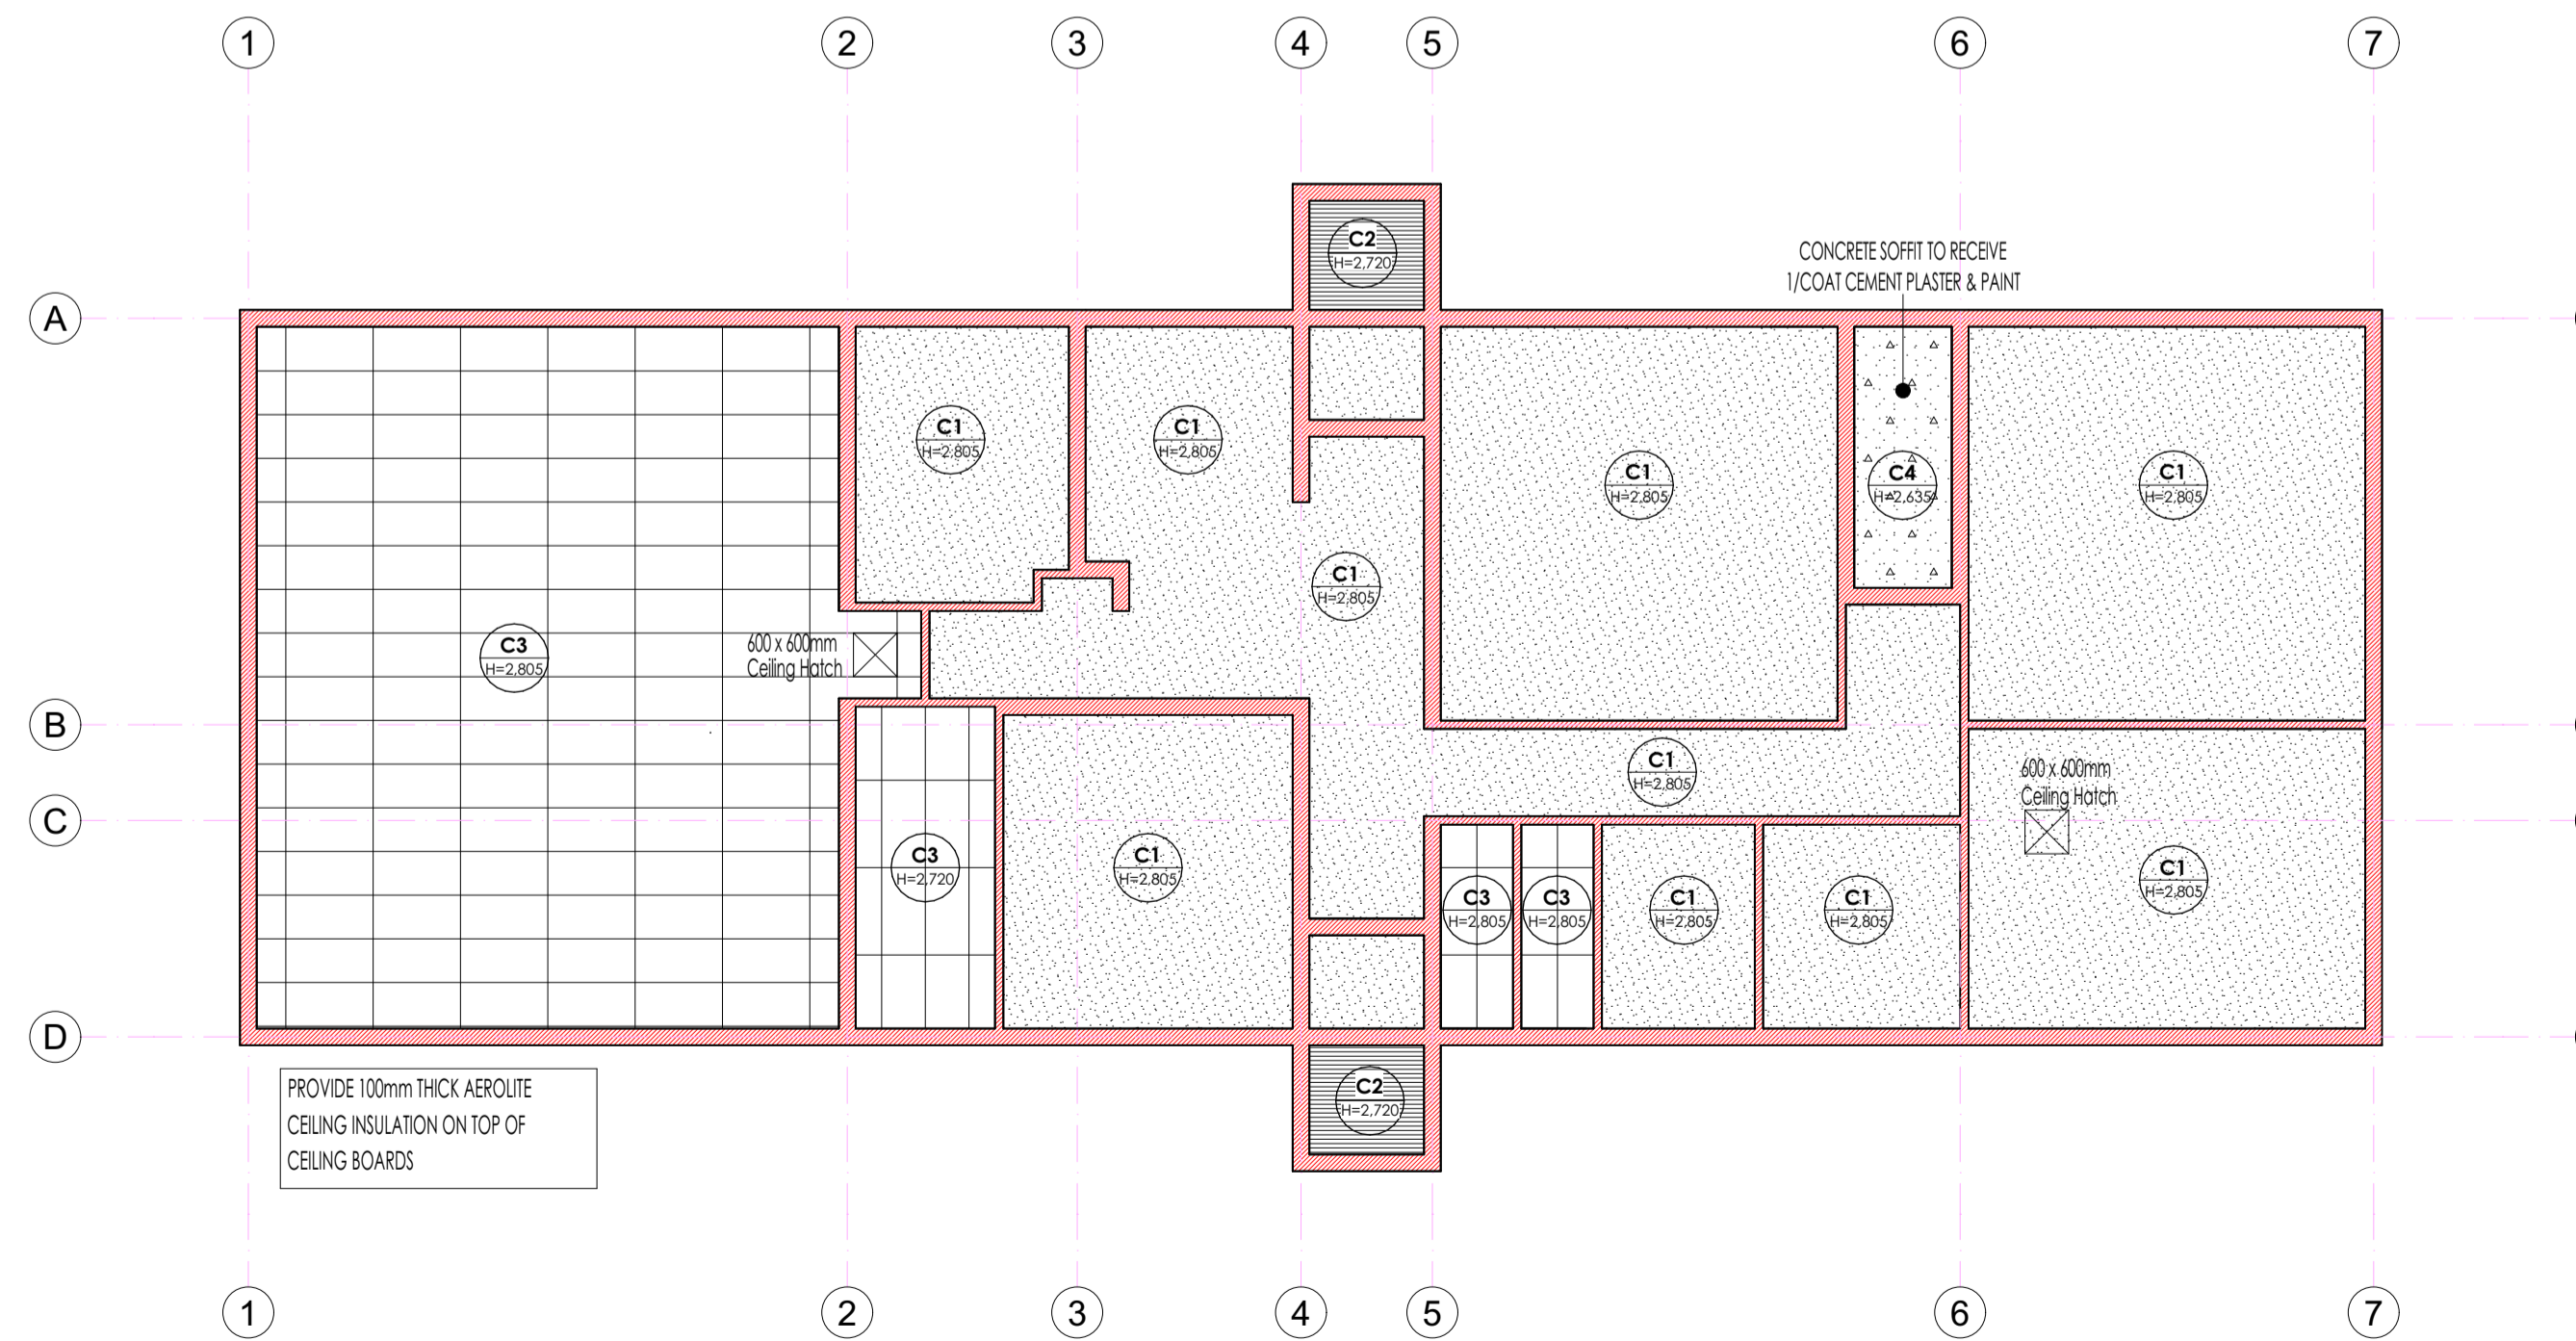 1 2 3 4 5 6 7
C2
H=2,720
CONCRETE SOFFIT TO RECEIVE
1/COAT CEMENT PLASTER & PAINT
A
C1
H=2,805
C1
H=2,805
C1
H=2,805
C4
H=2,635
C1
H=2,805
C1
H=2,805
C3
H=2,805
600 x 600mm
Ceiling Hatch
B
C1
H=2,805
600 x 600mm
Ceiling Hatch
C
C3
H=2,720
C1
H=2,805
C3
H=2,805
C3
H=2,805
C1
H=2,805
C1
H=2,805
C1
H=2,805
D
PROVIDE 100mm THICK AEROLITE
CEILING INSULATION ON TOP OF
CEILING BOARDS
C2
H=2,720
1 2 3 4 5 6 7